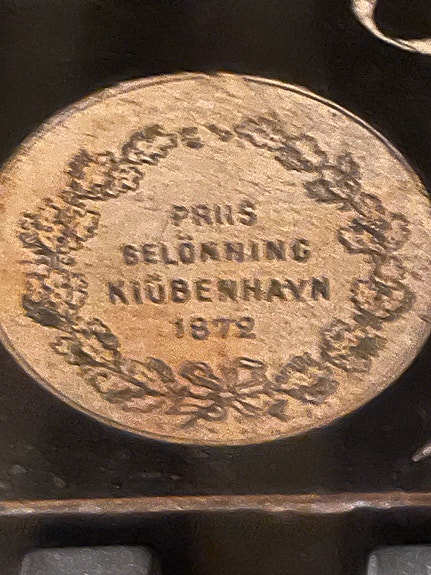 PRIIS
BELÖNNING
KIÖBENHAVN
1872